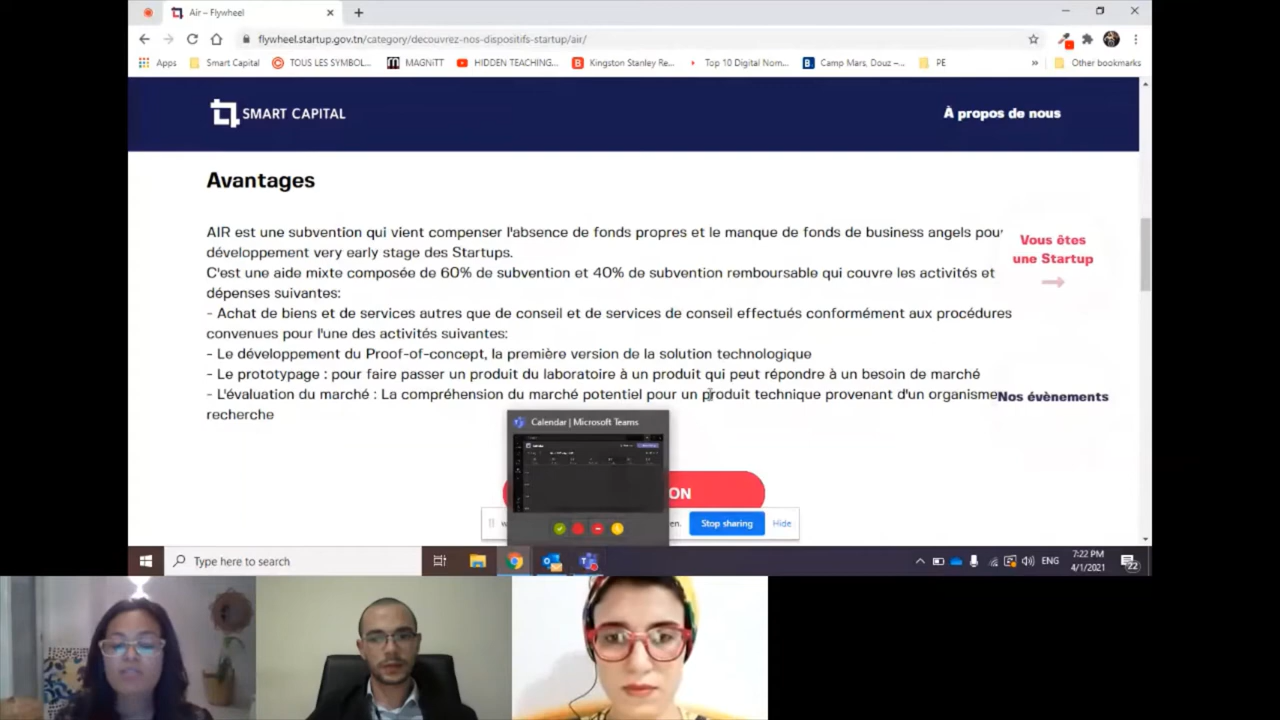 Air – Flywheel
flywheel.startup.gov.tn/category/decouvrez-nos-dispositifs-startup/air/
Apps Smart Capital TOUS LES SYMBOL... MAGNiTT HIDDEN TEACHING... Kingston Stanley Re... Top 10 Digital Nom... Camp Mars, Douz –... PE » Other bookmarks
SMART CAPITAL
À propos de nous
Avantages
AIR est une subvention qui vient compenser l'absence de fonds propres et le manque de fonds de business angels pour
développement very early stage des Startups.
C'est une aide mixte composée de 60% de subvention et 40% de subvention remboursable qui couvre les activités et
dépenses suivantes:
- Achat de biens et de services autres que de conseil et de services de conseil effectués conformément aux procédures
convenues pour l'une des activités suivantes:
- Le développement du Proof-of-concept, la première version de la solution technologique
- Le prototypage : pour faire passer un produit du laboratoire à un produit qui peut répondre à un besoin de marché
- L'évaluation du marché : La compréhension du marché potentiel pour un produit technique provenant d'un organisme
recherche
Vous êtes
une Startup
Nos évènements
Calendar | Microsoft Teams
ON
en.
Stop sharing
Hide
Type here to search
ENG
7:22 PM
4/1/2021
22